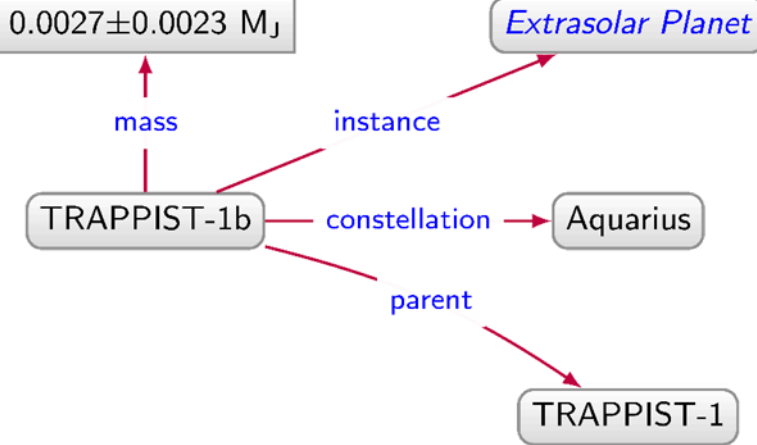 0.0027±0.0023 MJ
Extrasolar Planet
mass
instance
TRAPPIST-1b
constellation
Aquarius
parent
TRAPPIST-1